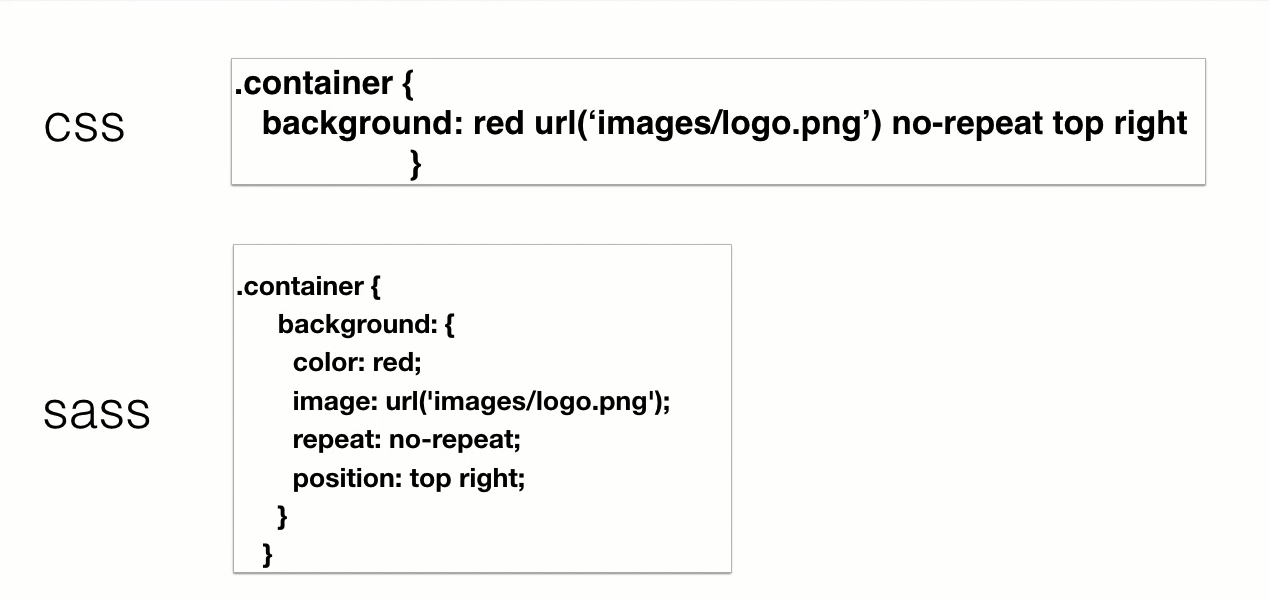 css
.container {
background: red url(‘images/logo.png’) no-repeat top right
}
sass
.container {
background: {
color: red;
image: url('images/logo.png');
repeat: no-repeat;
position: top right;
}
}